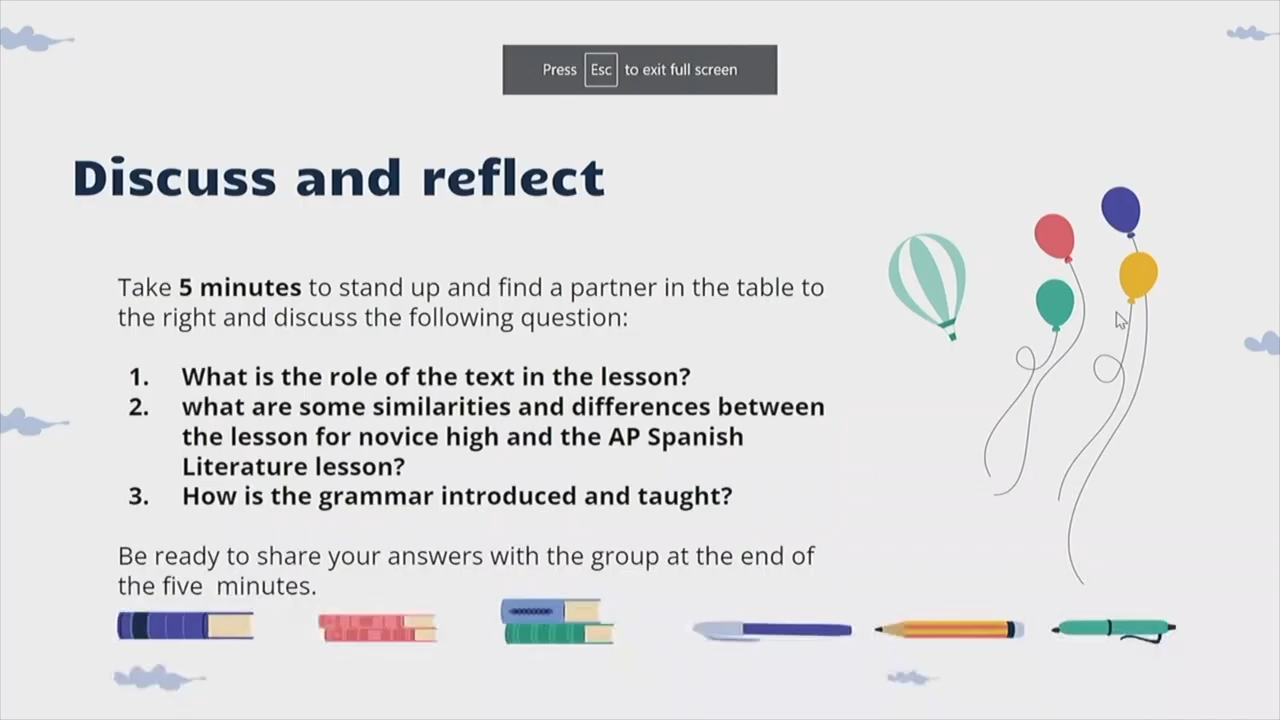 Press Esc to exit full screen
Discuss and reflect
Take 5 minutes to stand up and find a partner in the table to
the right and discuss the following question:
1. What is the role of the text in the lesson?
2. what are some similarities and differences between
the lesson for novice high and the AP Spanish
Literature lesson?
3. How is the grammar introduced and taught?
Be ready to share your answers with the group at the end of
the five  minutes.